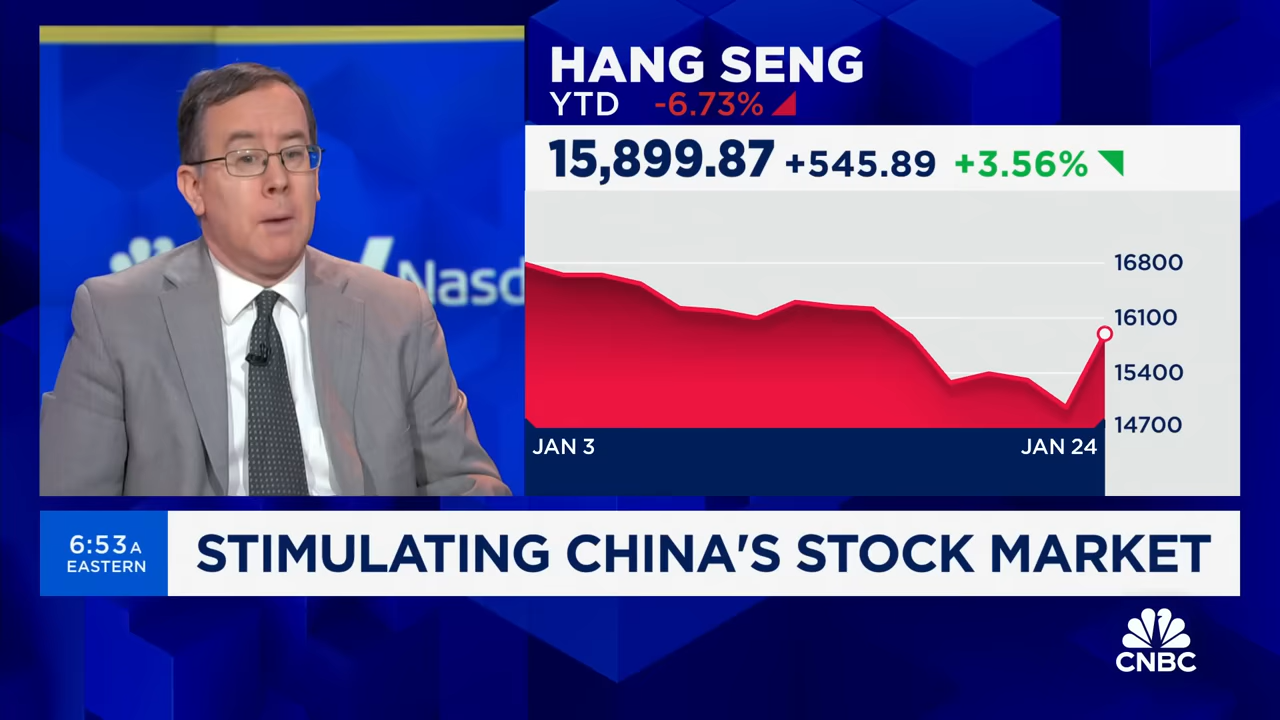 HANG SENG
YTD -6.73%
15,899.87 +545.89 +3.56%
16800
16100
15400
14700
JAN 3 JAN 24
Nasd
6:53A
EASTERN
STIMULATING CHINA'S STOCK MARKET
CNBC